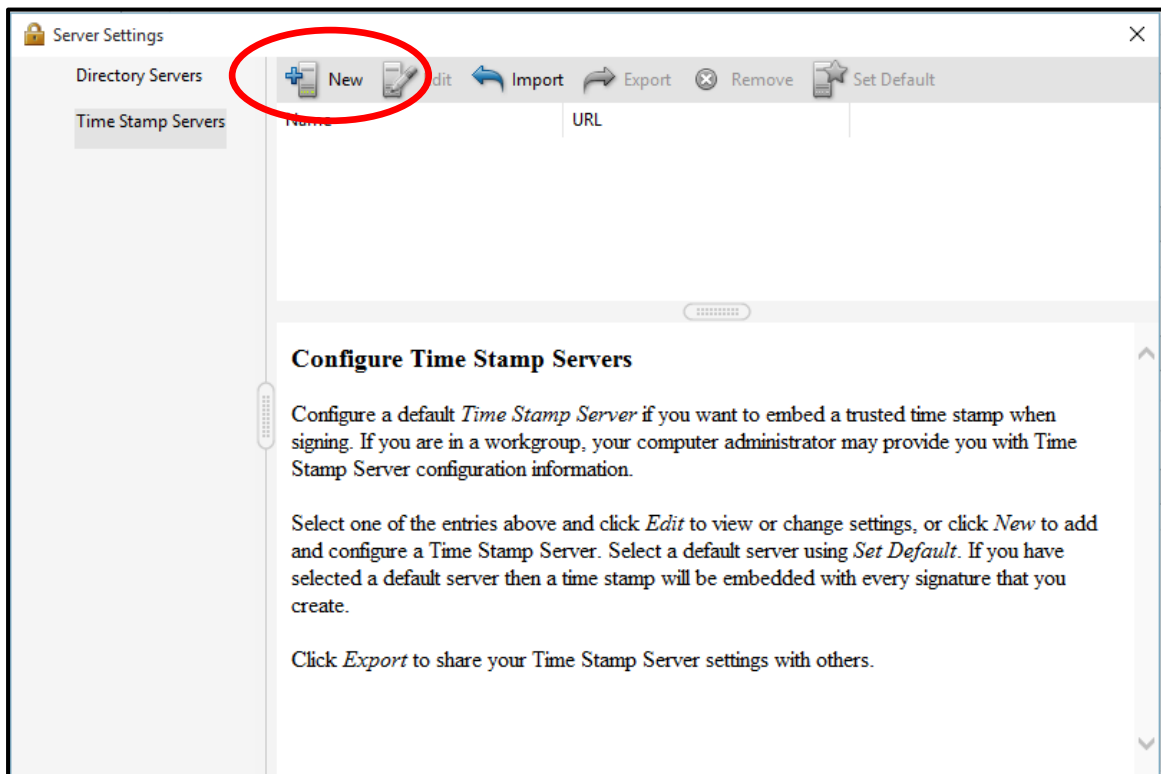 Server Settings
Directory Servers
Time Stamp Servers
New dit Import Export Remove Set Default
Name URL
Configure Time Stamp Servers
Configure a default Time Stamp Server if you want to embed a trusted time stamp when
signing. If you are in a workgroup, your computer administrator may provide you with Time
Stamp Server configuration information.
Select one of the entries above and click Edit to view or change settings, or click New to add
and configure a Time Stamp Server. Select a default server using Set Default. If you have
selected a default server then a time stamp will be embedded with every signature that you
create.
Click Export to share your Time Stamp Server settings with others.